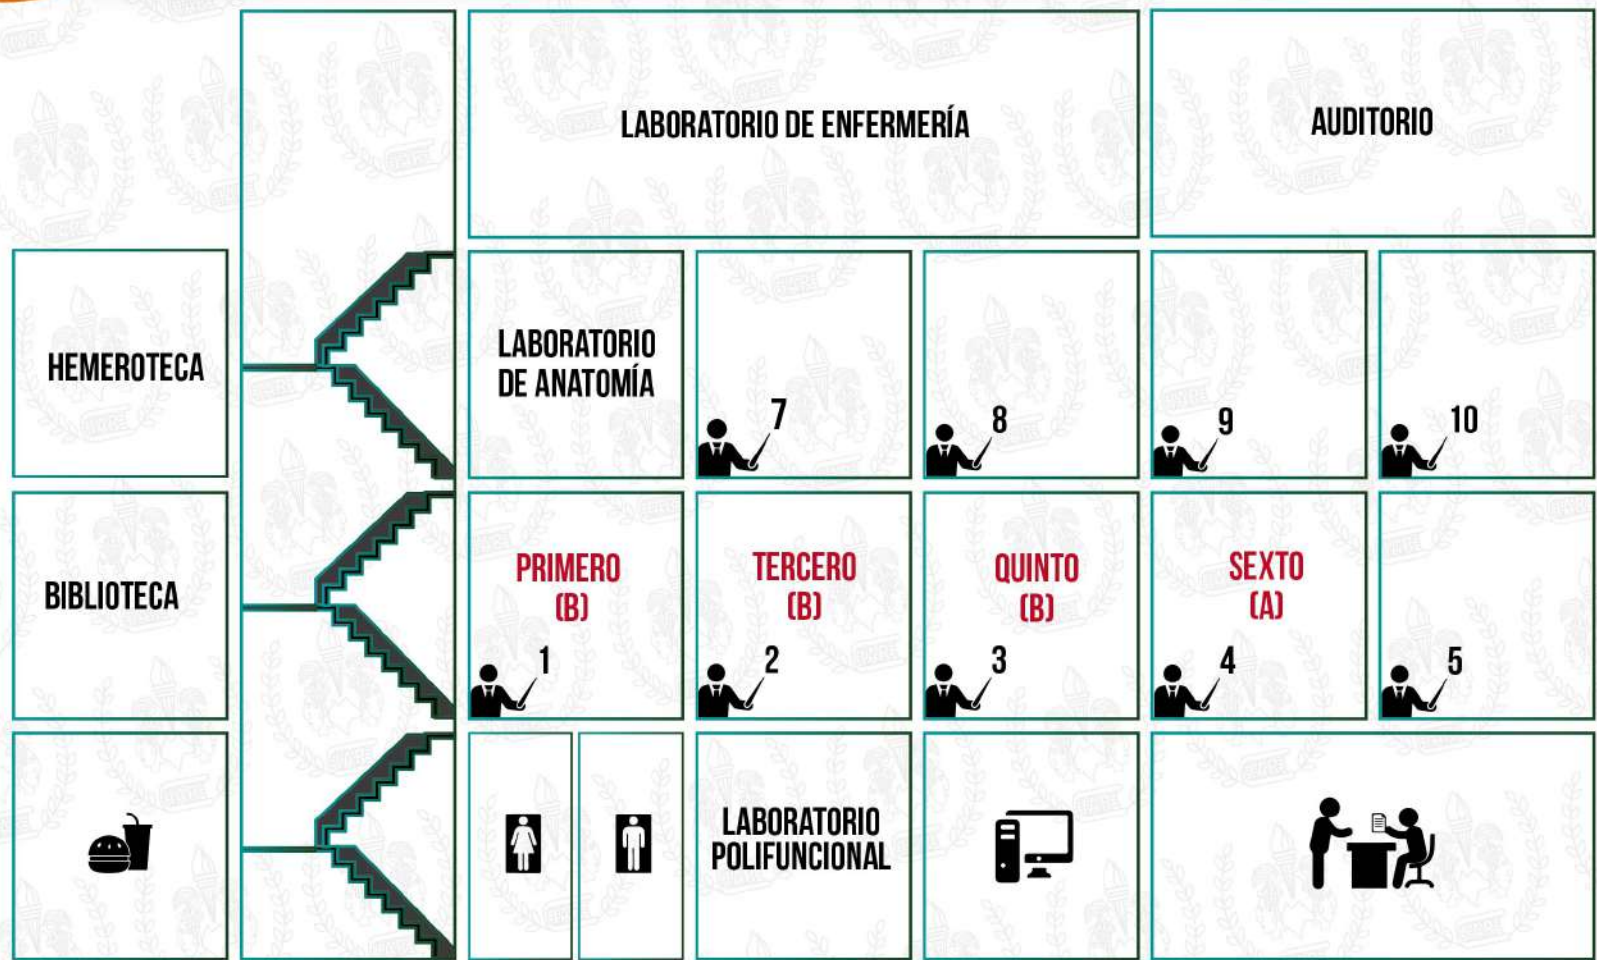 LABORATORIO DE ENFERMERÍA
AUDITORIO
HEMEROTECA
LABORATORIO
DE ANATOMÍA
7
8
9
10
BIBLIOTECA
PRIMERO
(B)
1
TERCERO
(B)
2
QUINTO
(B)
3
SEXTO
(A)
4
5
LABORATORIO
POLIFUNCIONAL